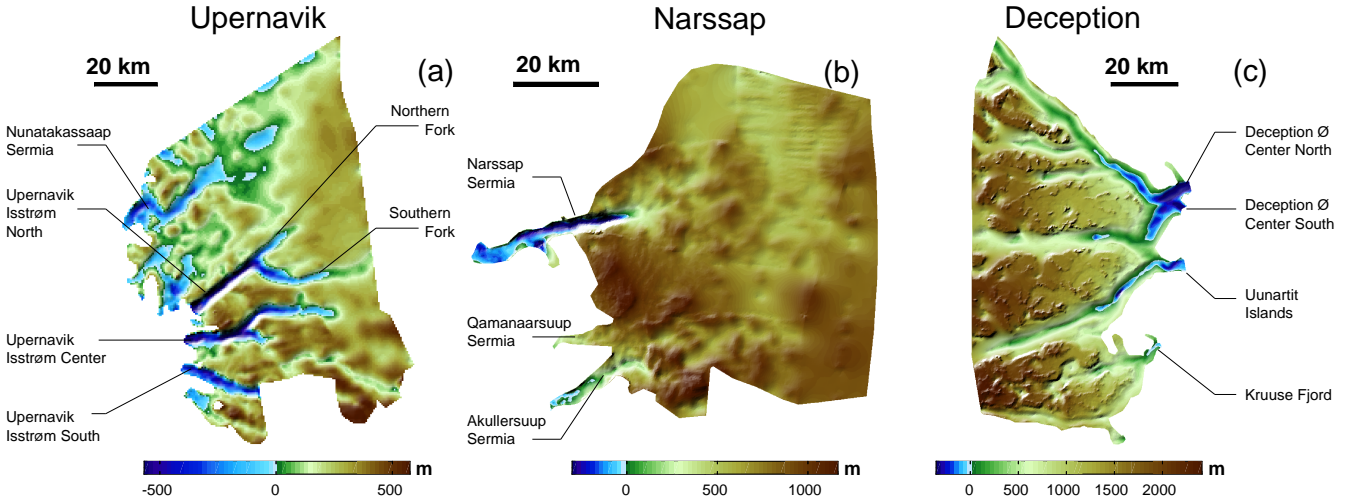 Upernavik
Narssap
Deception
20 km
(a)
20 km
(b)
20 km
(c)
Nunatakassaap
Sermia
Upernavik
Isstrøm
North
Northern
Fork
Southern
Fork
Upernavik
Isstrøm Center
Upernavik
Isstrøm South
Narssap
Sermia
Qamanaarsuup
Sermia
Akullersuup
Sermia
Deception Ø
Center North
Deception Ø
Center South
Uunartit
Islands
Kruuse Fjord
m
-500 0 500
m
0 500 1000
m
0 500 1000 1500 2000